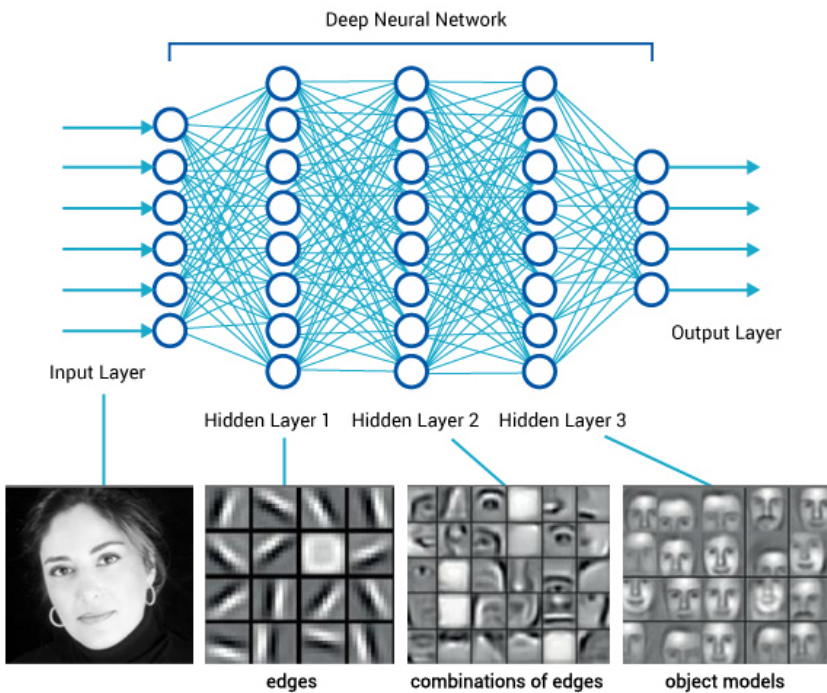 Deep Neural Network
Input Layer
Output Layer
Hidden Layer 1
Hidden Layer 2
Hidden Layer 3
edges
combinations of edges
object models